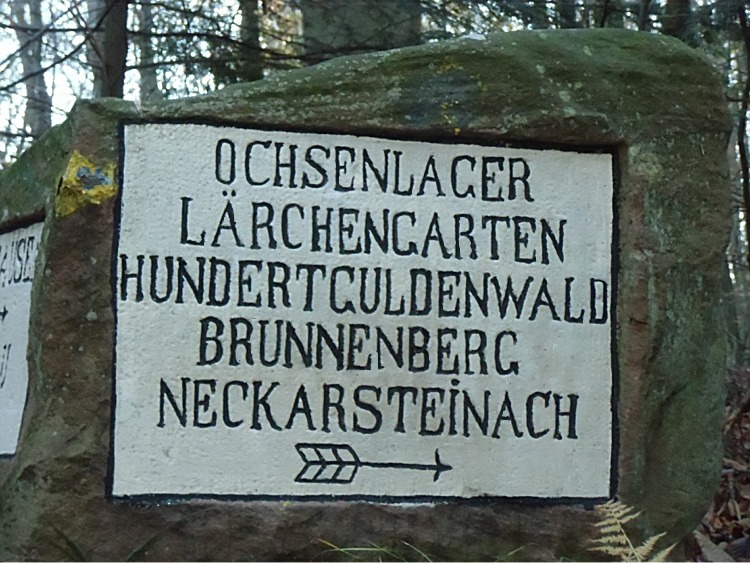 OCHSENLAGER
LÄRCHENGARTEN
HUNDERTGULDENWALD
BRUNNENBERG
NECKARSTEINACH